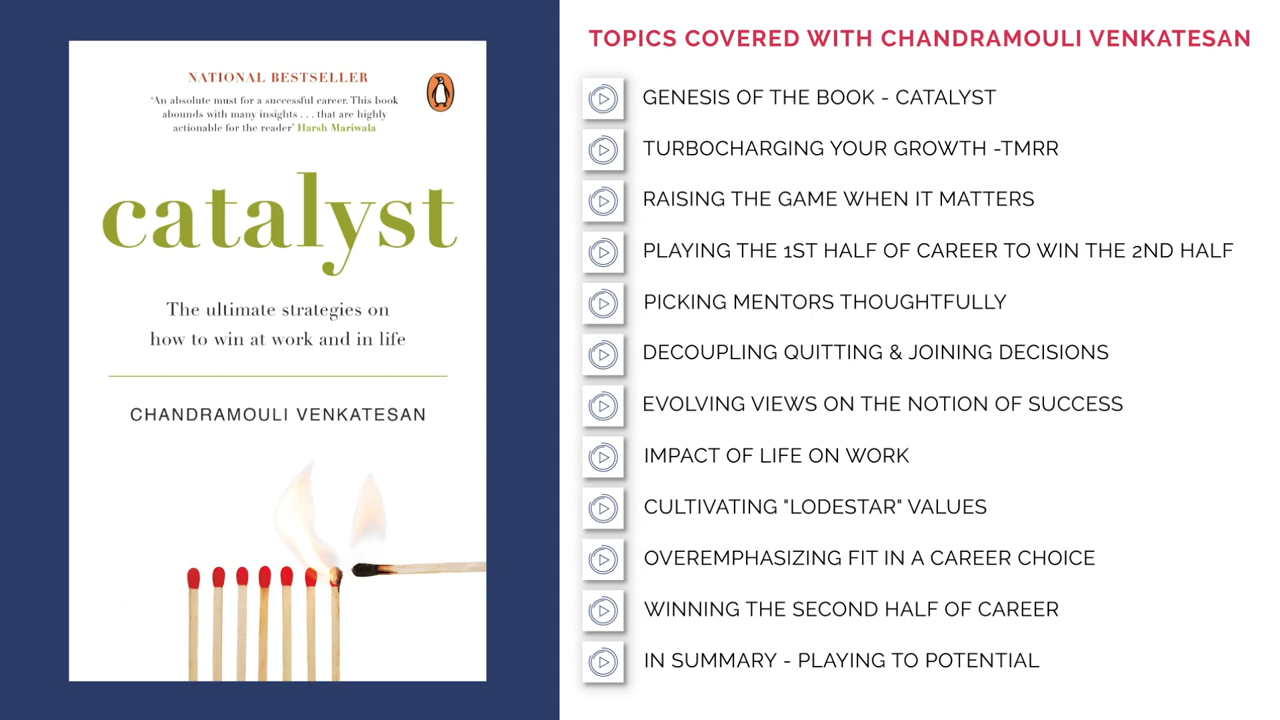 NATIONAL BESTSELLER
'An absolute must for a successful career. This book
abounds with many insights . . . that are highly
actionable for the reader' Harsh Mariwala
catalyst
The ultimate strategies on
how to win at work and in life
CHANDRAMOULI VENKATESAN
TOPICS COVERED WITH CHANDRAMOULI VENKATESAN
GENESIS OF THE BOOK - CATALYST
TURBOCHARGING YOUR GROWTH -TMRR
RAISING THE GAME WHEN IT MATTERS
PLAYING THE 1ST HALF OF CAREER TO WIN THE 2ND HALF
PICKING MENTORS THOUGHTFULLY
DECOUPLING QUITTING & JOINING DECISIONS
EVOLVING VIEWS ON THE NOTION OF SUCCESS
IMPACT OF LIFE ON WORK
CULTIVATING "LODESTAR" VALUES
OVEREMPHASIZING FIT IN A CAREER CHOICE
WINNING THE SECOND HALF OF CAREER
IN SUMMARY - PLAYING TO POTENTIAL